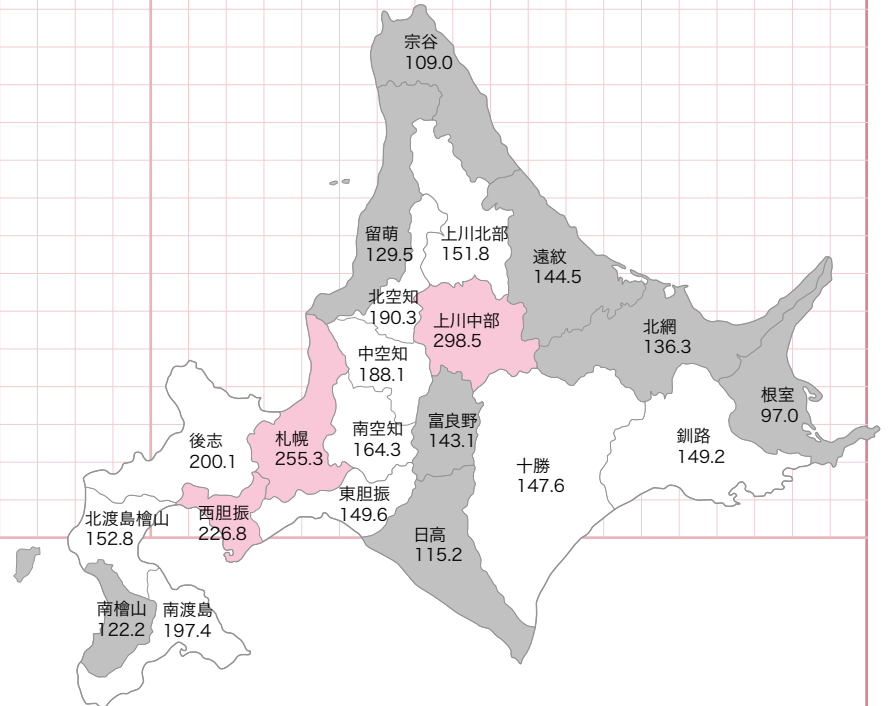 宗谷
109.0
留萌
129.5
上川北部
151.8
遠紋
144.5
北空知
190.3
上川中部
298.5
北網
136.3
中空知
188.1
根室
97.0
富良野
143.1
南空知
164.3
後志
200.1
札幌
255.3
釧路
149.2
十勝
147.6
東胆振
149.6
西胆振
226.8
北渡島檜山
152.8
日高
115.2
南檜山
122.2
南渡島
197.4